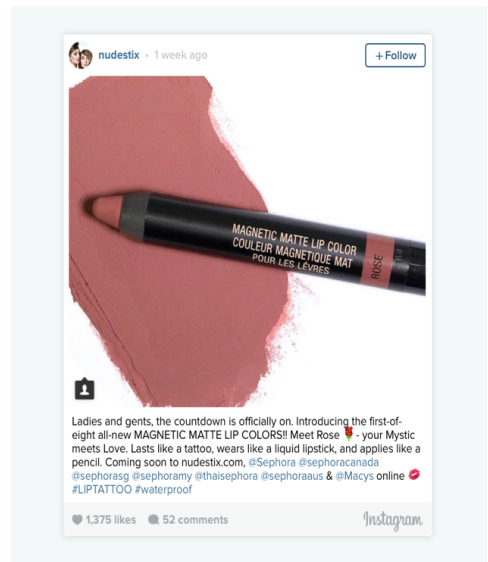 nudestix • 1 week ago
+ Follow
MAGNETIC MATTE LIP COLOR
COULEUR MAGNETIQUE MAT
POUR LES LÈVRES
ROSE
Ladies and gents, the countdown is officially on. Introducing the first-of-
eight all-new MAGNETIC MATTE LIP COLORS!! Meet Rose 🌹 - your Mystic
meets Love. Lasts like a tattoo, wears like a liquid lipstick, and applies like a
pencil. Coming soon to nudestix.com, @Sephora @sephoracanada
@sephorasg @sephoramy @thaisephora @sephoraaus & @Macys online 💋
#LIPTATTOO #waterproof
1,375 likes 52 comments
Instagram